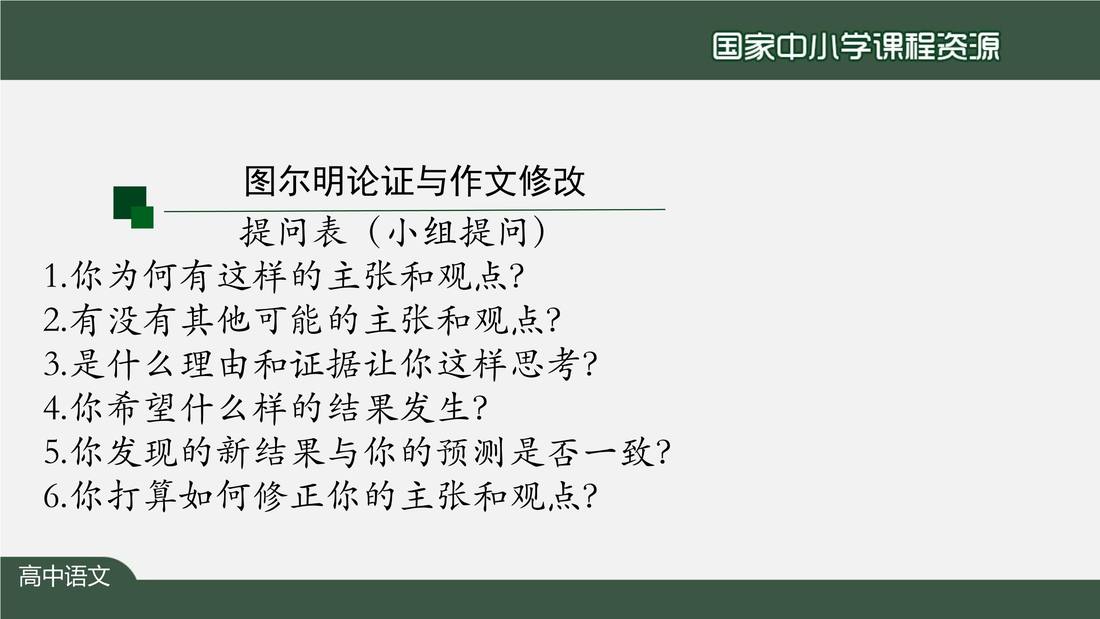 国家中小学课程资源
图尔明论证与作文修改
提问表（小组提问）
1.你为何有这样的主张和观点?
2.有没有其他可能的主张和观点?
3.是什么理由和证据让你这样思考?
4.你希望什么样的结果发生?
5.你发现的新结果与你的预测是否一致?
6.你打算如何修正你的主张和观点?
高中语文